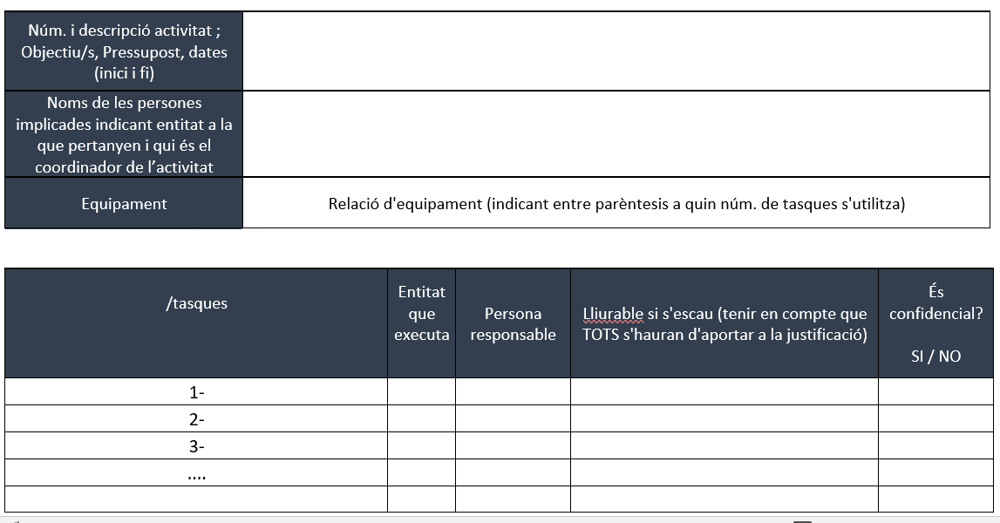 Núm. i descripció activitat ;
Objectiu/s, Pressupost, dates
(inici i fi)
Noms de les persones
implicades indicant entitat a la
que pertanyen i qui és el
coordinador de l’activitat
Equipament
Relació d'equipament (indicant entre parèntesis a quin núm. de tasques s'utilitza)
/tasques
Entitat
que
executa
Persona
responsable
Lliurable si s'escau (tenir en compte que
TOTS s'hauran d'aportar a la justificació)
És
confidencial?
SI / NO
1-
2-
3-
....